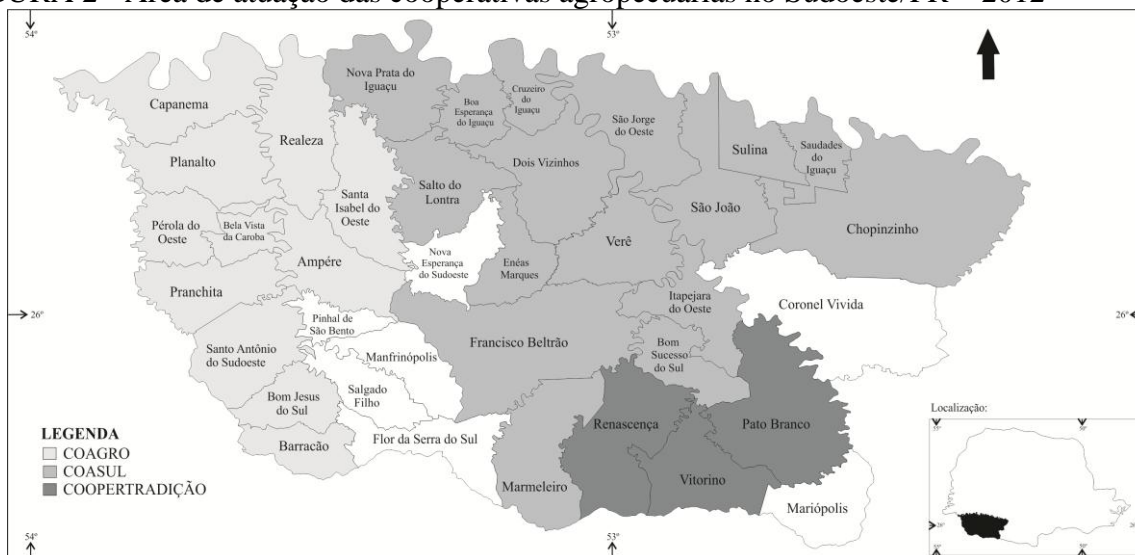 FIGURA 2 - Área de atuação das cooperativas agropecuárias no Sudoeste/PR – 2012
54°
53°
Nova Prata do
Iguaçu
Boa
Esperança
do Iguaçu
Cruzeiro
do
Iguaçu
São Jorge
do Oeste
Sulina
Saudades
do
Iguaçu
Capanema
Realeza
Planalto
Dois Vizinhos
Santa
Isabel do
Oeste
Salto do
Lontra
São João
Chopinzinho
Pérola do
Oeste
Bela Vista
da Caroba
Ampére
Nova
Esperança
do Sudoeste
Enéas
Marques
Verê
Pranchita
Itapejara do
Oeste
Coronel Vivida
26°
26°
Pinhal de
São Bento
Francisco Beltrão
Santo Antônio
do Sudoeste
Manfrinópolis
Bom
Sucesso
do Sul
Bom Jesus
do Sul
Salgado
Filho
Renascença
Pato Branco
Flor da Serra do Sul
Barracão
Marmeleiro
Vitorino
Mariópolis
LEGENDA
COAGRO
COASUL
COOPERTRADIÇÃO
Localização:
26°
54°
53°